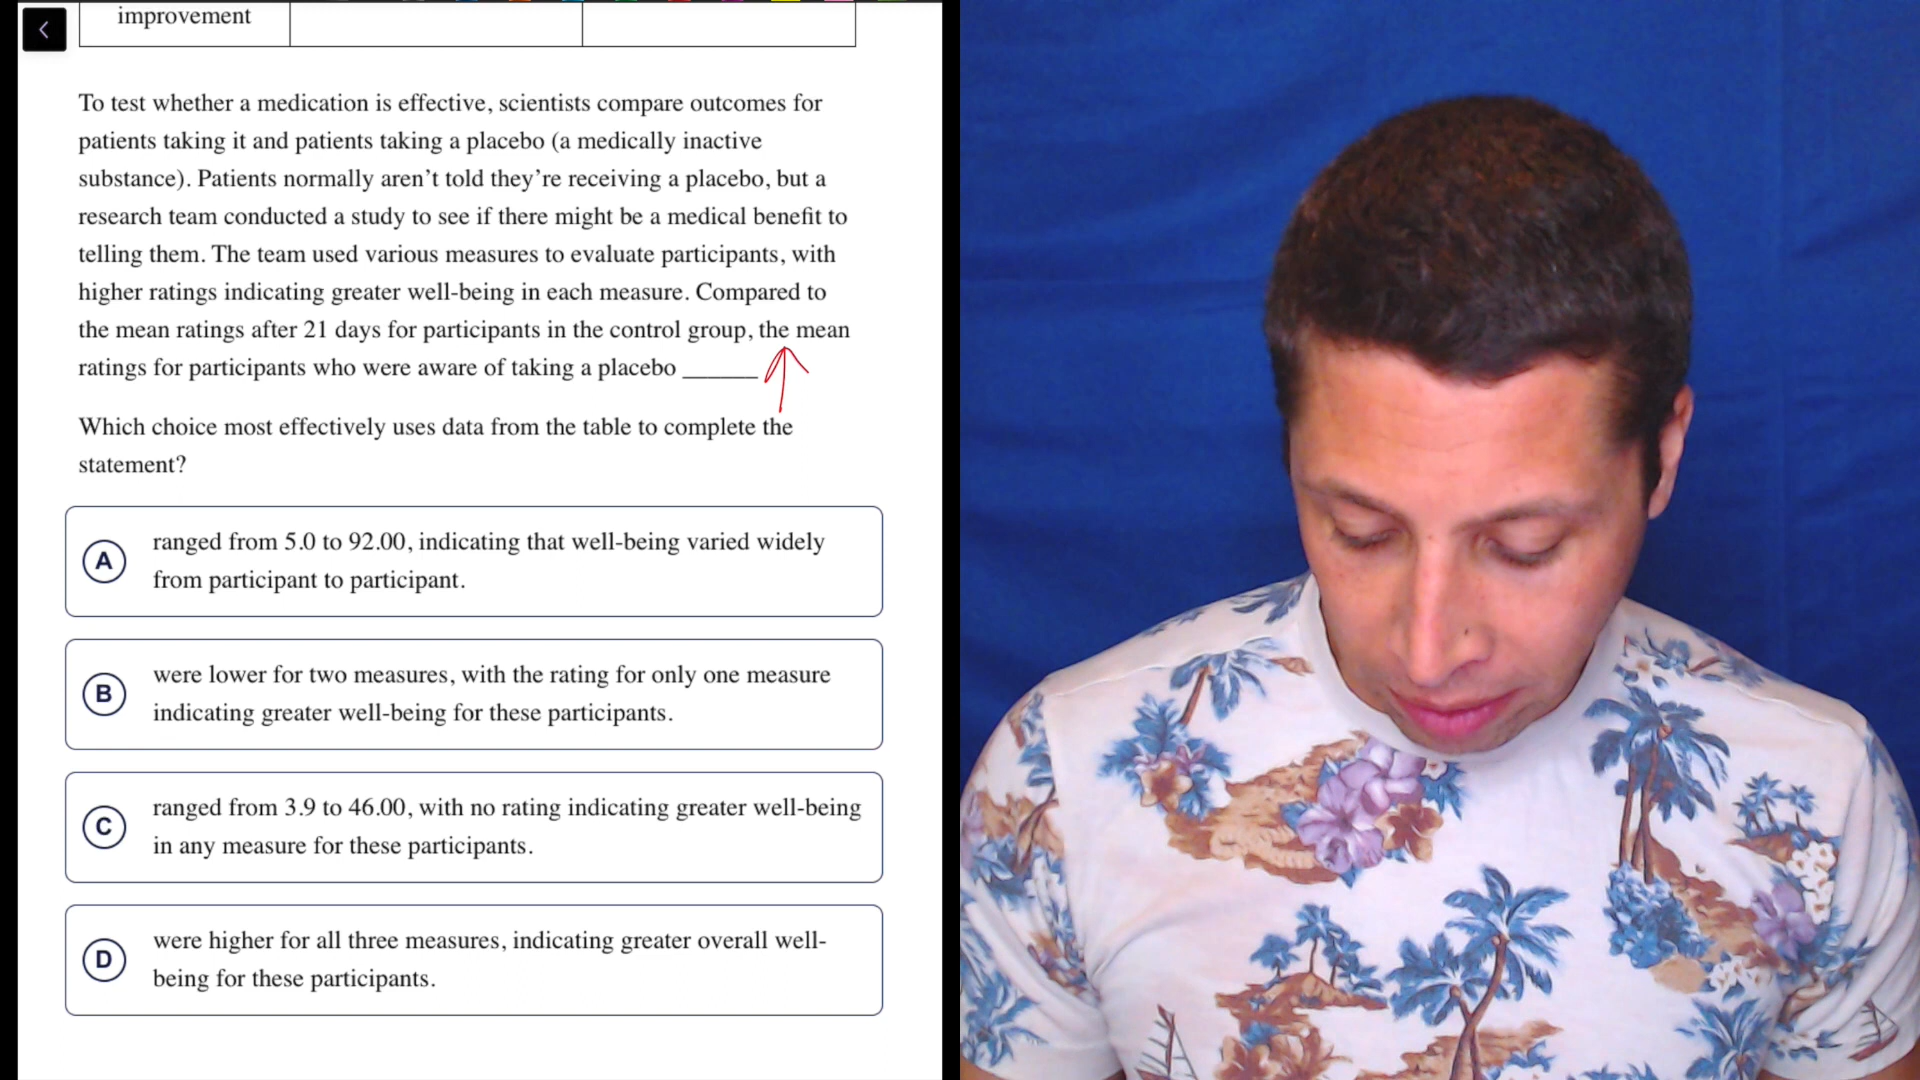 improvement
To test whether a medication is effective, scientists compare outcomes for
patients taking it and patients taking a placebo (a medically inactive
substance). Patients normally aren’t told they’re receiving a placebo, but a
research team conducted a study to see if there might be a medical benefit to
telling them. The team used various measures to evaluate participants, with
higher ratings indicating greater well-being in each measure. Compared to
the mean ratings after 21 days for participants in the control group, the mean
ratings for participants who were aware of taking a placebo ______
Which choice most effectively uses data from the table to complete the
statement?
A
ranged from 5.0 to 92.00, indicating that well-being varied widely
from participant to participant.
B
were lower for two measures, with the rating for only one measure
indicating greater well-being for these participants.
C
ranged from 3.9 to 46.00, with no rating indicating greater well-being
in any measure for these participants.
D
were higher for all three measures, indicating greater overall well-
being for these participants.